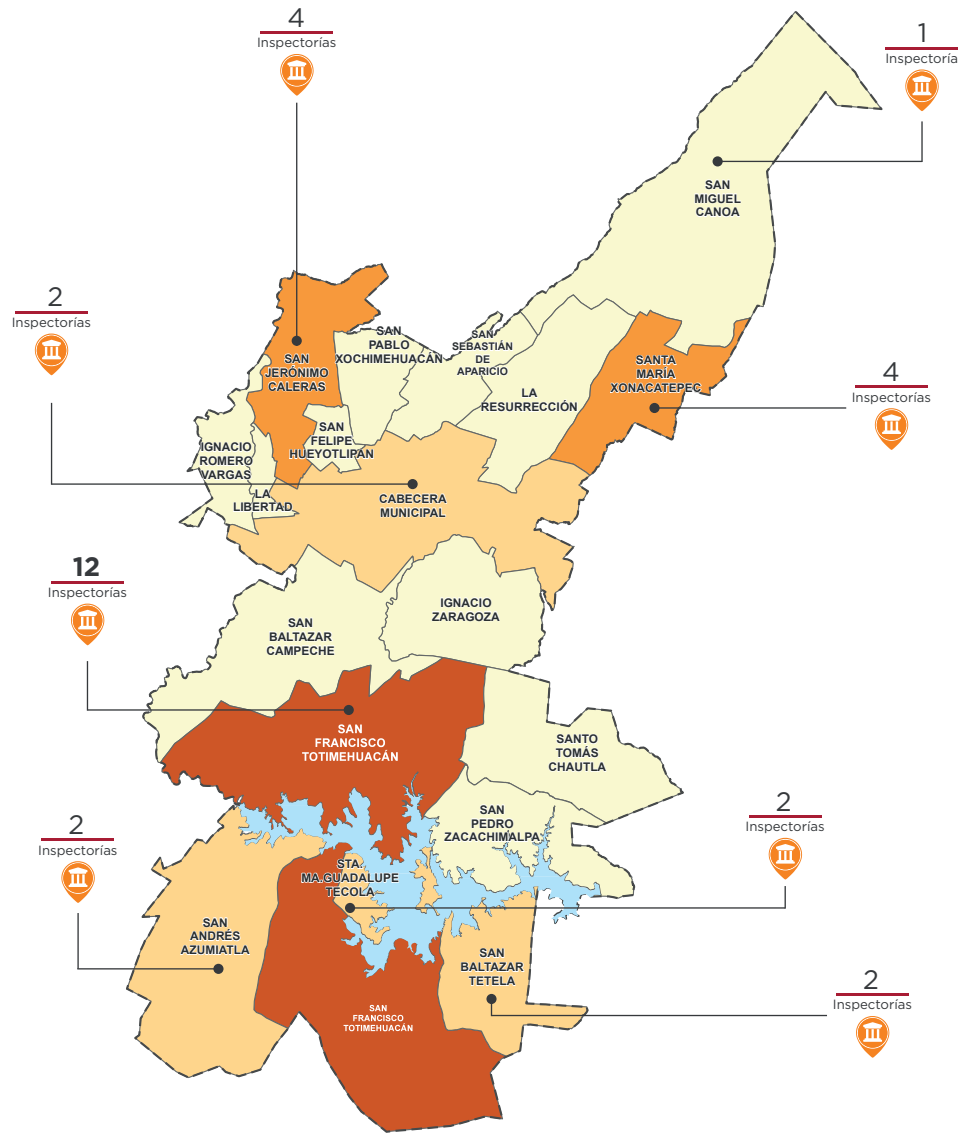 4
Inspectorías
1
Inspectoría
SAN
MIGUEL
CANOA
2
Inspectorías
SAN
JERÓNIMO
CALERAS
SAN
PABLO
XOCHIMEHUACÁN
SAN
SEBASTIÁN
DE
APARICIO
LA
RESURRECCIÓN
SANTA
MARÍA
XONACATEPEC
4
Inspectorías
SAN
FELIPE
HUEYOTLIPAN
IGNACIO
ROMERO
VARGAS
LA
LIBERTAD
CABECERA
MUNICIPAL
12
Inspectorías
IGNACIO
ZARAGOZA
SAN
BALTAZAR
CAMPECHE
SAN
FRANCISCO
TOTIMEHUACÁN
SANTO
TOMÁS
CHAUTLA
SAN
PEDRO
ZACACHIMALPA
2
Inspectorías
2
Inspectorías
STA.
MA.GUADALUPE
TECOLA
SAN
ANDRÉS
AZUMIATLA
SAN
BALTAZAR
TETELA
2
Inspectorías
SAN
FRANCISCO
TOTIMEHUACÁN